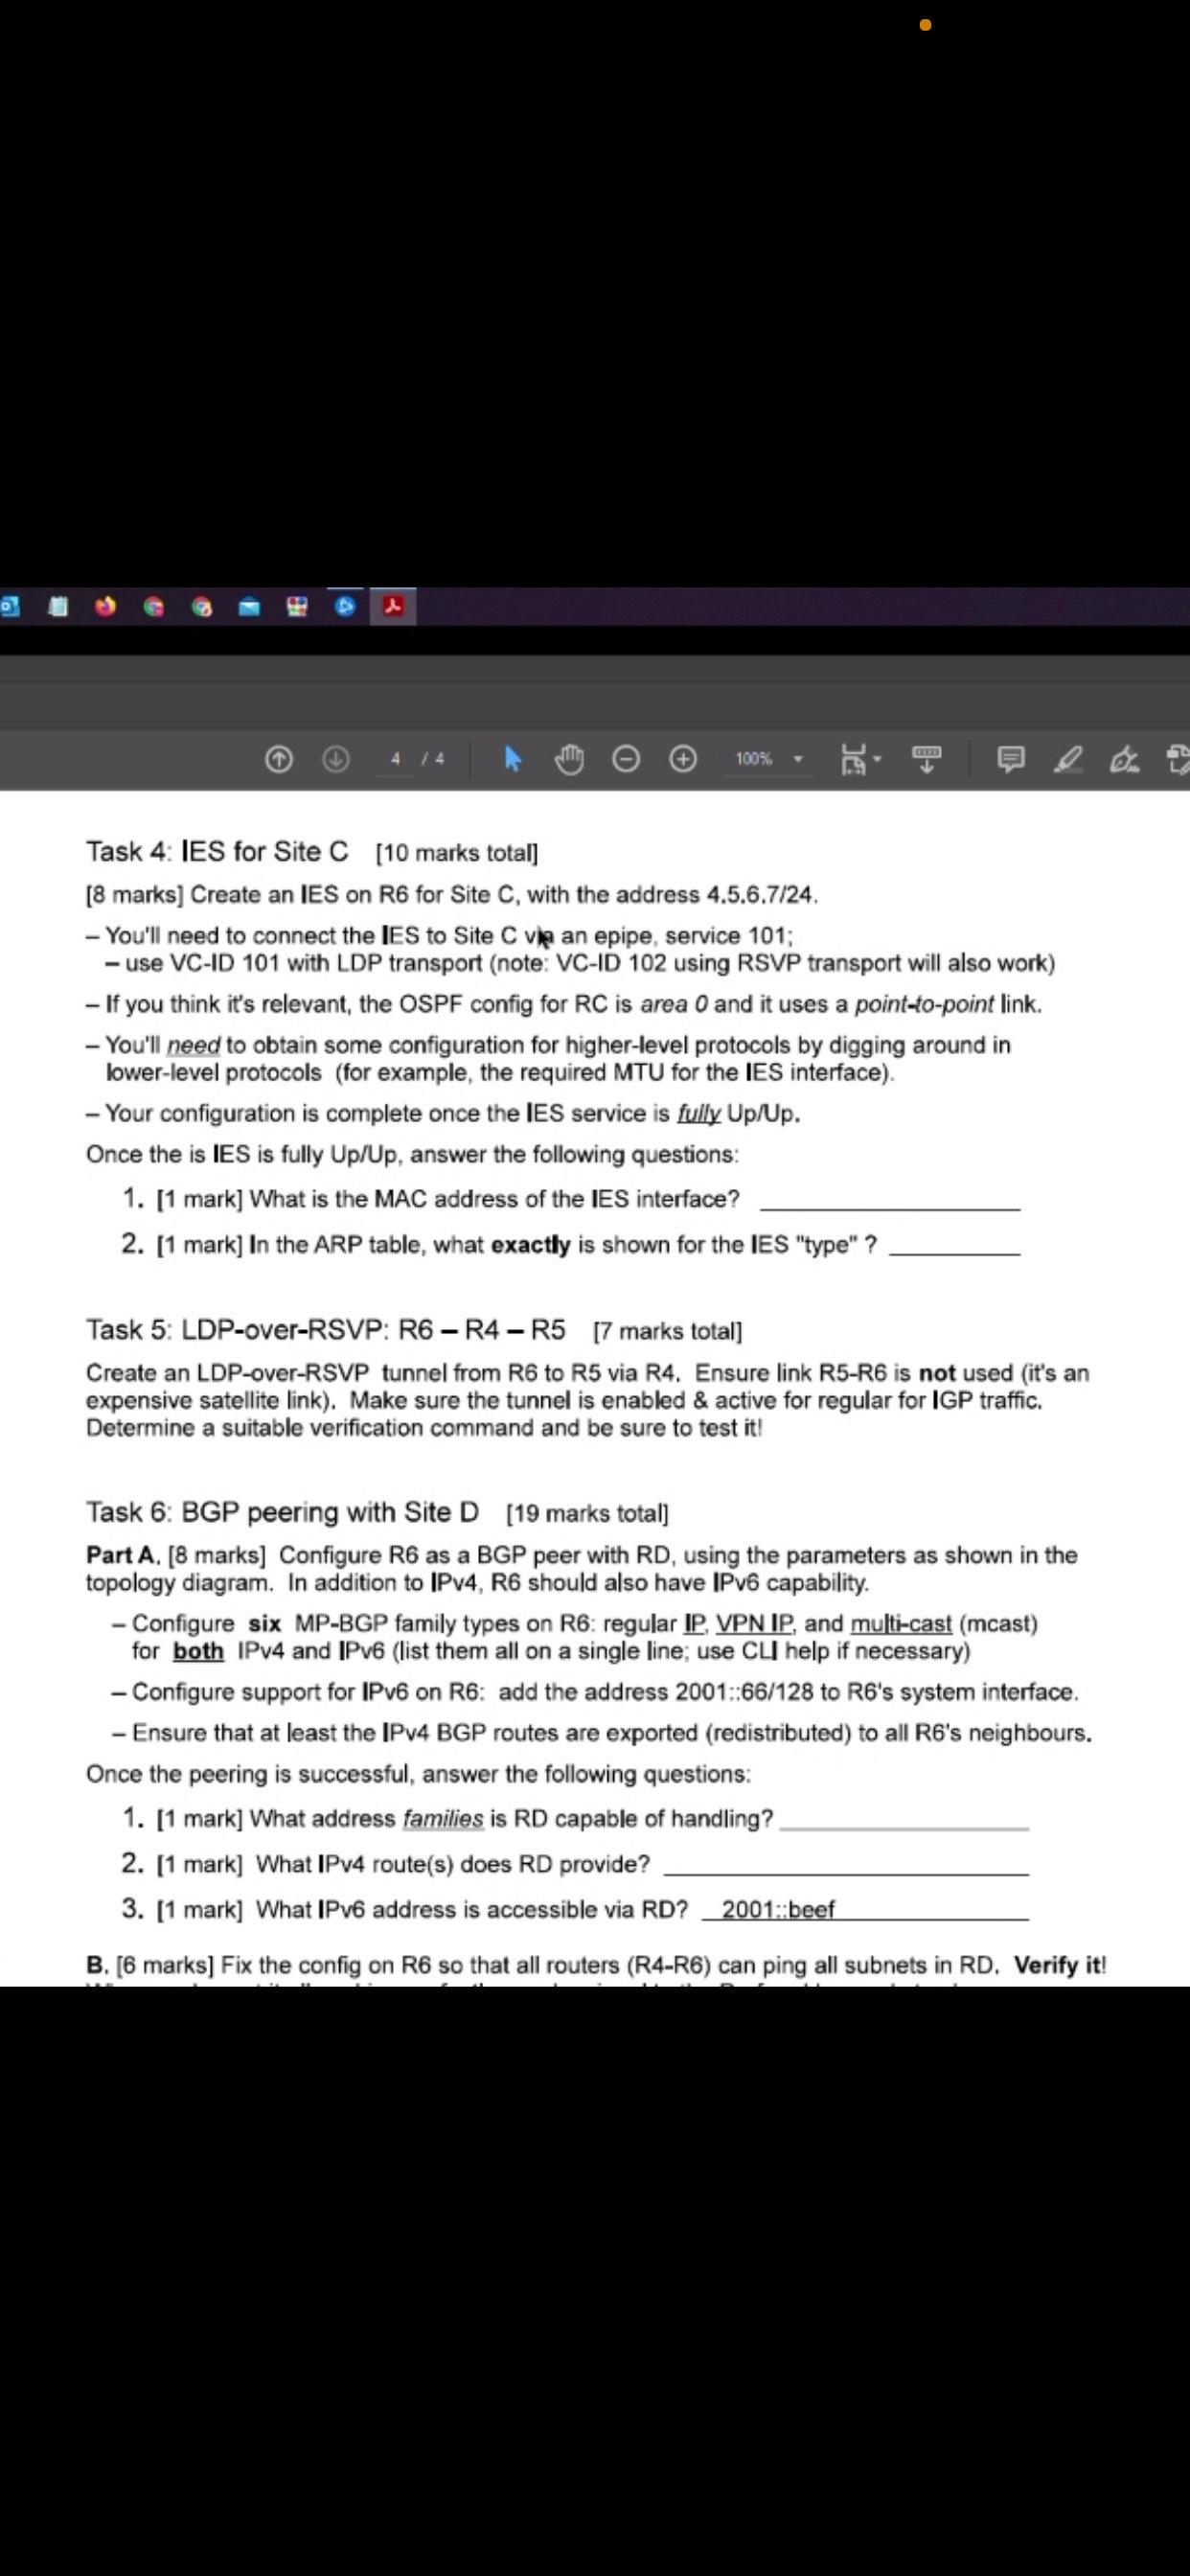 4 / 4
100%
Task 4: IES for Site C [10 marks total]
[8 marks] Create an IES on R6 for Site C, with the address 4.5.6.7/24.
– You'll need to connect the IES to Site C via an epipe, service 101;
– use VC-ID 101 with LDP transport (note: VC-ID 102 using RSVP transport will also work)
– If you think it's relevant, the OSPF config for RC is area 0 and it uses a point-to-point link.
– You'll need to obtain some configuration for higher-level protocols by digging around in
lower-level protocols (for example, the required MTU for the IES interface).
– Your configuration is complete once the IES service is fully Up/Up.
Once the is IES is fully Up/Up, answer the following questions:
1. [1 mark] What is the MAC address of the IES interface?
2. [1 mark] In the ARP table, what exactly is shown for the IES "type" ?
Task 5: LDP-over-RSVP: R6 – R4 – R5 [7 marks total]
Create an LDP-over-RSVP tunnel from R6 to R5 via R4. Ensure link R5-R6 is not used (it's an
expensive satellite link). Make sure the tunnel is enabled & active for regular for IGP traffic.
Determine a suitable verification command and be sure to test it!
Task 6: BGP peering with Site D [19 marks total]
Part A. [8 marks] Configure R6 as a BGP peer with RD, using the parameters as shown in the
topology diagram. In addition to IPv4, R6 should also have IPv6 capability.
– Configure six MP-BGP family types on R6: regular IP, VPN IP, and multi-cast (mcast)
for both IPv4 and IPv6 (list them all on a single line; use CLI help if necessary)
– Configure support for IPv6 on R6: add the address 2001::66/128 to R6's system interface.
– Ensure that at least the IPv4 BGP routes are exported (redistributed) to all R6's neighbours.
Once the peering is successful, answer the following questions:
1. [1 mark] What address families is RD capable of handling?
2. [1 mark] What IPv4 route(s) does RD provide?
3. [1 mark] What IPv6 address is accessible via RD? 2001::beef
B. [6 marks] Fix the config on R6 so that all routers (R4-R6) can ping all subnets in RD. Verify it!